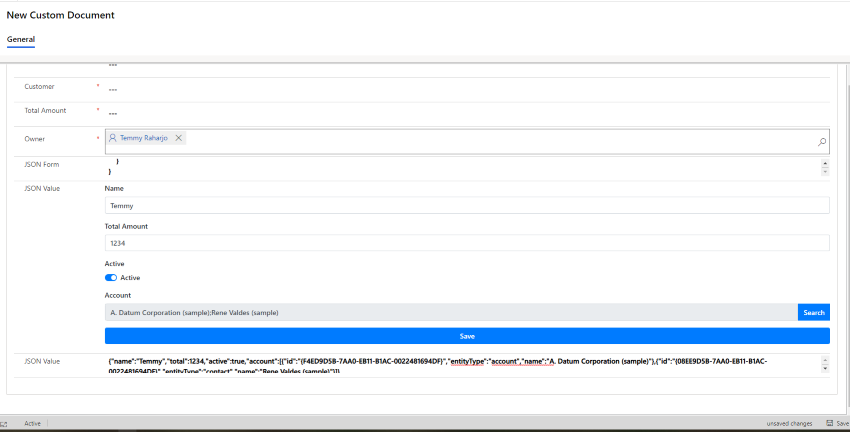 New Custom Document
General
---
Customer * ---
Total Amount * ---
Owner * Temmy Raharjo
JSON Form }
}
JSON Value Name
Temmy
Total Amount
1234
Active
Active
Account
A. Datum Corporation (sample);Rene Valdes (sample)
Search
Save
JSON Value {"name":"Temmy","total":1234,"active":true,"account":[{"id":"{F4ED9D5B-7AA0-EB11-B1AC-0022481694DF}","entityType":"account","name":"A. Datum Corporation (sample)"},{"id":"{08EE9D5B-7AA0-EB11-B1AC-
0022481694DF}","entityType":"contact","name":"Rene Valdes (sample)"}]}
Active unsaved changes Save